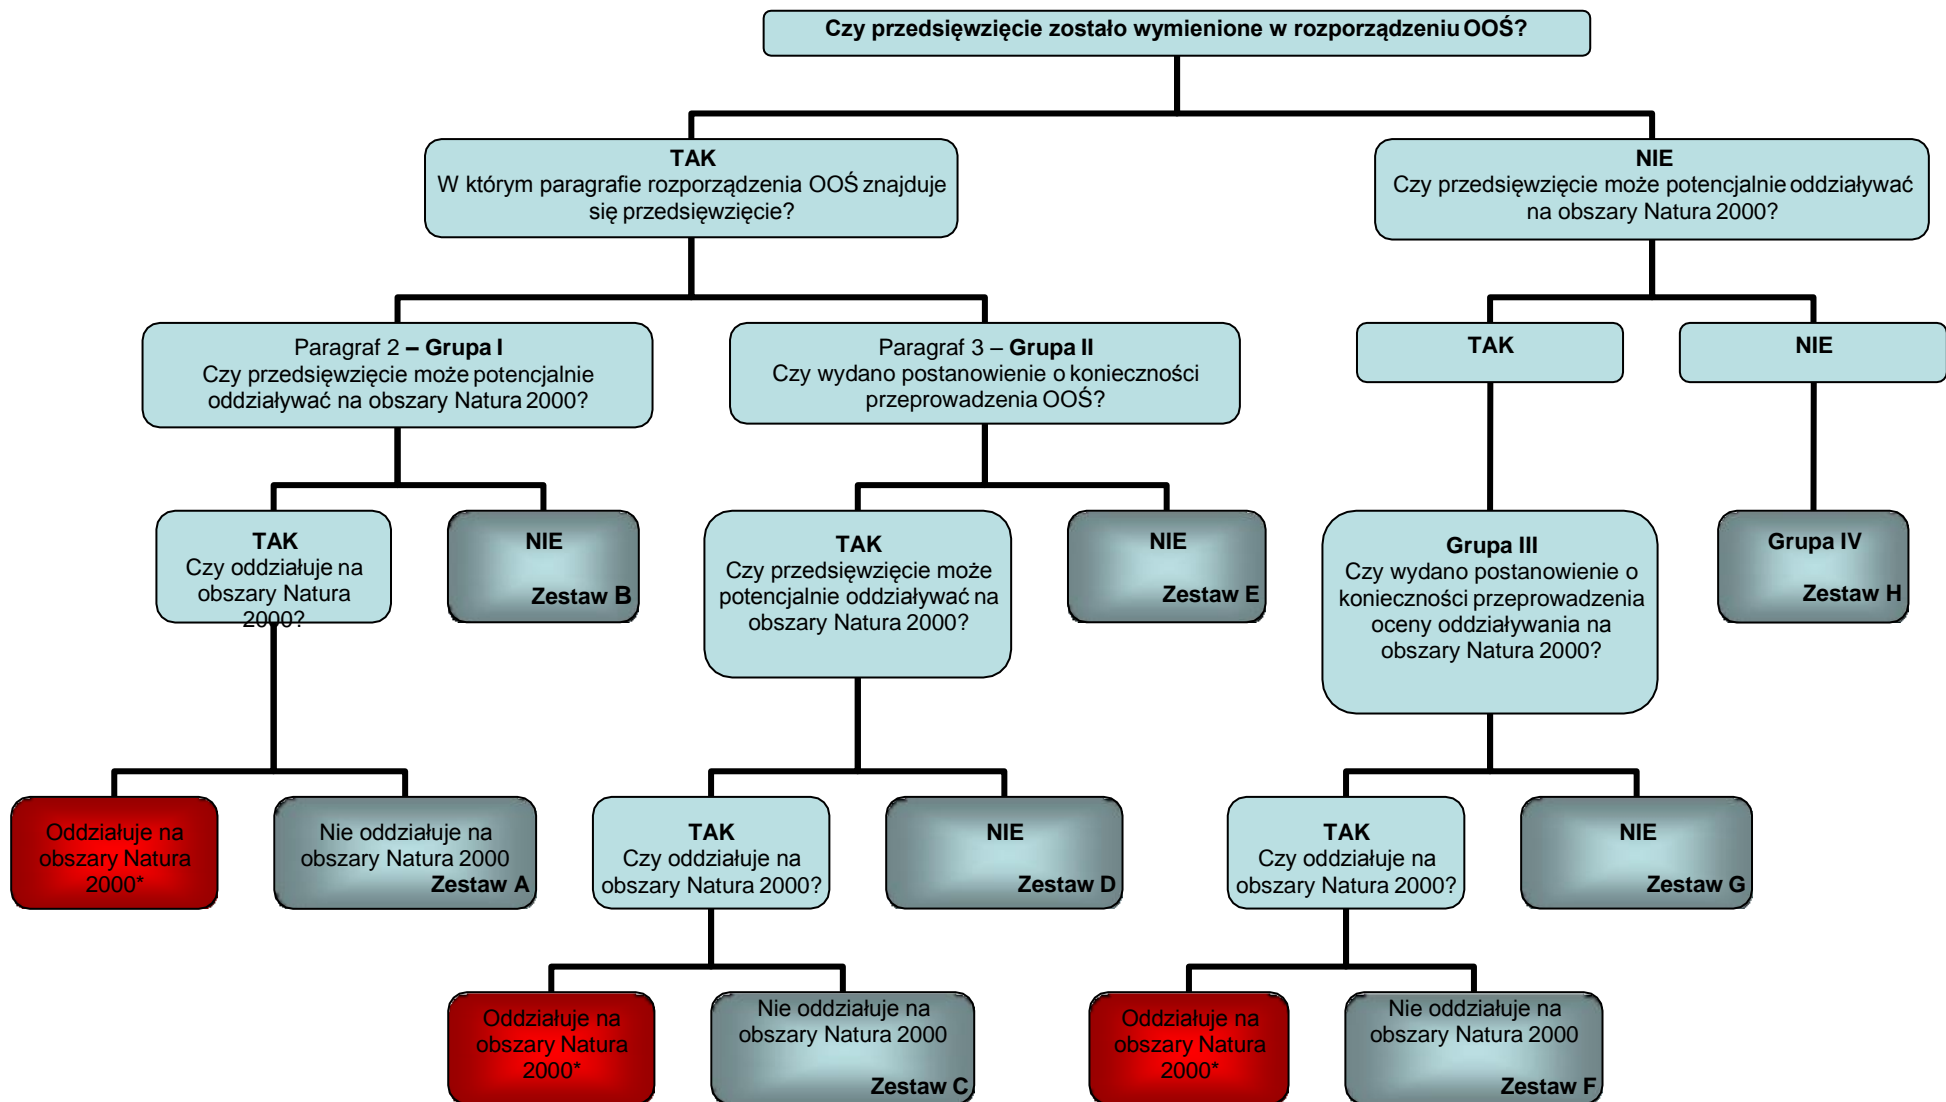 Czy przedsięwzięcie zostało wymienione w rozporządzeniu OOŚ?
TAK
W którym paragrafie rozporządzenia OOŚ znajduje
się przedsięwzięcie?
NIE
Czy przedsięwzięcie może potencjalnie oddziaływać
na obszary Natura 2000?
Paragraf 2 – Grupa I
Czy przedsięwzięcie może potencjalnie
oddziaływać na obszary Natura 2000?
Paragraf 3 – Grupa II
Czy wydano postanowienie o konieczności
przeprowadzenia OOŚ?
TAK
NIE
TAK
Czy oddziałuje na
obszary Natura
2000?
NIE
Zestaw B
TAK
Czy przedsięwzięcie może
potencjalnie oddziaływać na
obszary Natura 2000?
NIE
Zestaw E
Grupa III
Czy wydano postanowienie o
konieczności przeprowadzenia
oceny oddziaływania na
obszary Natura 2000?
Grupa IV
Zestaw H
Oddziałuje na
obszary Natura
2000*
Nie oddziałuje na
obszary Natura 2000
Zestaw A
TAK
Czy oddziałuje na
obszary Natura 2000?
NIE
Zestaw D
TAK
Czy oddziałuje na
obszary Natura 2000?
NIE
Zestaw G
Oddziałuje na
obszary Natura
2000*
Nie oddziałuje na
obszary Natura 2000
Zestaw C
Oddziałuje na
obszary Natura
2000*
Nie oddziałuje na
obszary Natura 2000
Zestaw F